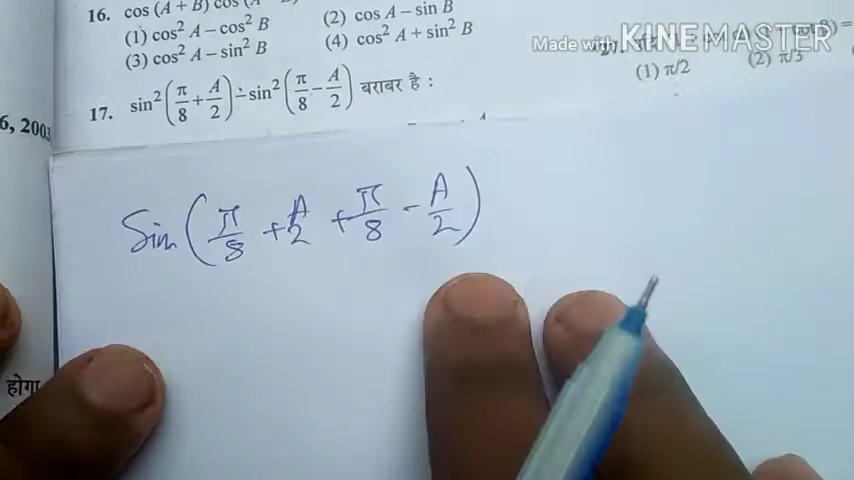 16. cos (A + B) cos (A
(1) cos² A – cos² B (2) cos A – sin B
(3) cos² A – sin² B (4) cos² A + sin² B
17. sin² (π/8 + A/2) – sin² (π/8 – A/2) बराबर है :
(1) π/2 (2) π/3
6, 2003
Sin (π/8 + A/2 + π/8 - A/2)
होगा
Made with KINEMASTER